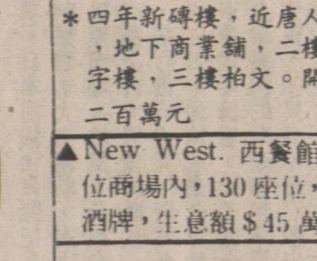 *四年新磚樓，近唐人
，地下商業舖，二樓
字樓，三樓柏文。開
二百萬元
▲New West. 西餐館
位商場內，130座位，
酒牌，生意額$45萬